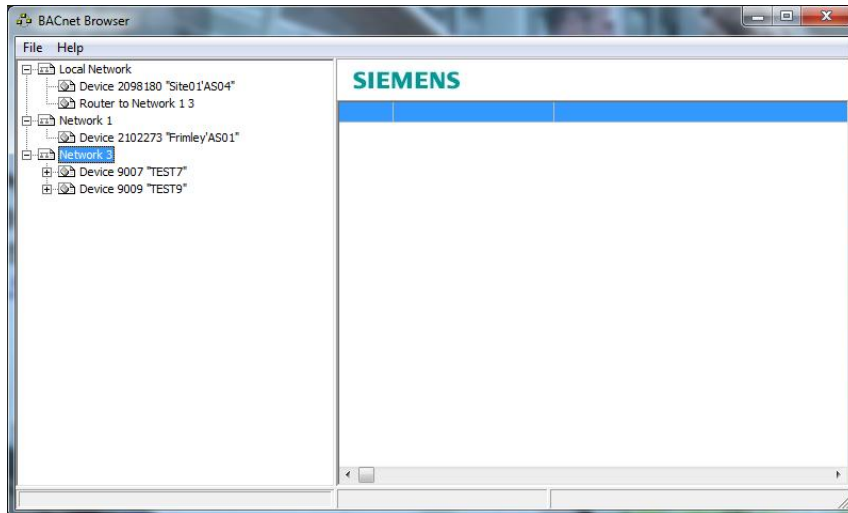 BACnet Browser
File Help
Local Network
Device 2098180 "Site01'AS04"
Router to Network 1 3
Network 1
Device 2102273 "Frimley'AS01"
Network 3
Device 9007 "TEST7"
Device 9009 "TEST9"
SIEMENS